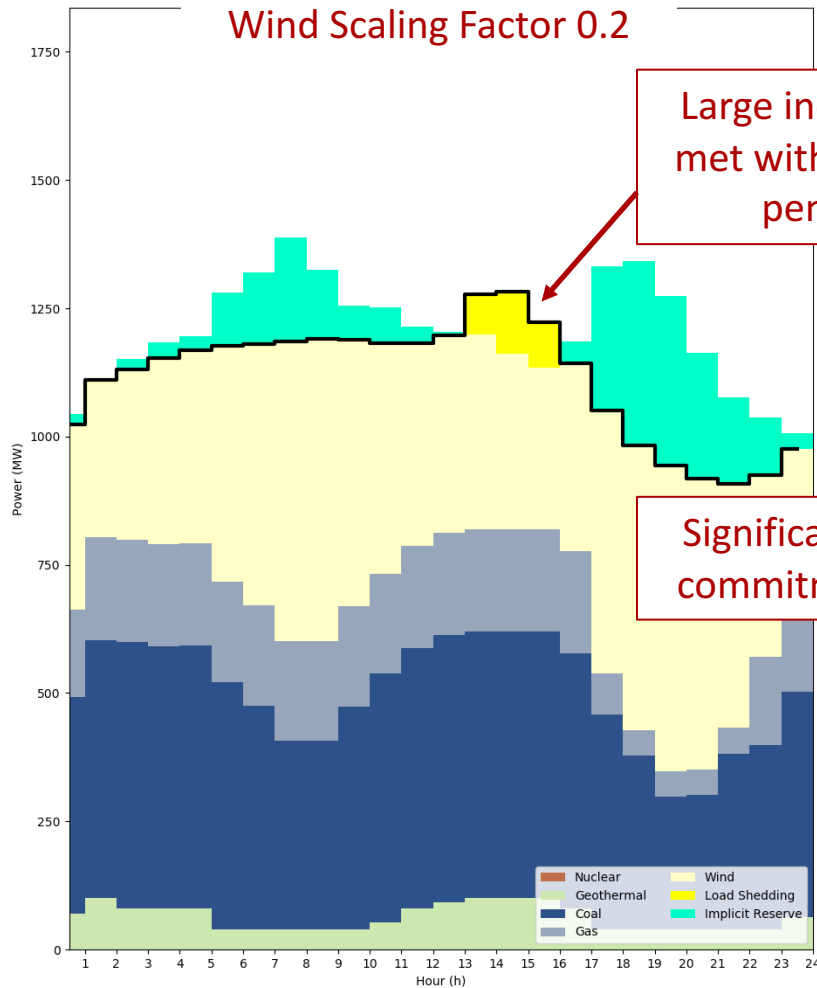 Wind Scaling Factor 0.2
Large in
met with
per
Significa
commitr
1750
1500
1250
1000
750
500
250
0
Power (MW)
Nuclear
Geothermal
Coal
Gas
Wind
Load Shedding
Implicit Reserve
1 2 3 4 5 6 7 8 9 10 11 12 13 14 15 16 17 18 19 20 21 22 23 24
Hour (h)